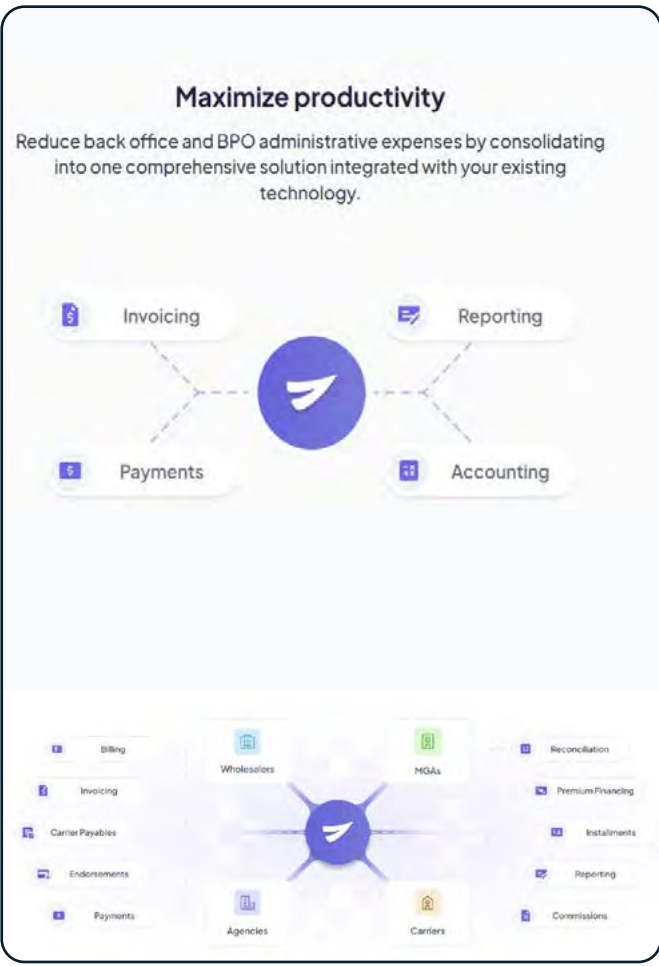 Maximize productivity
Reduce back office and BPO administrative expenses by consolidating
into one comprehensive solution integrated with your existing
technology.
Invoicing
Reporting
Payments
Accounting
Billing
Wholesalers
MGAs
Reconciliation
Invoicing
Premium Financing
Carrier Payables
Instalments
Endorsements
Reporting
Payments
Agencies
Carriers
Commissions